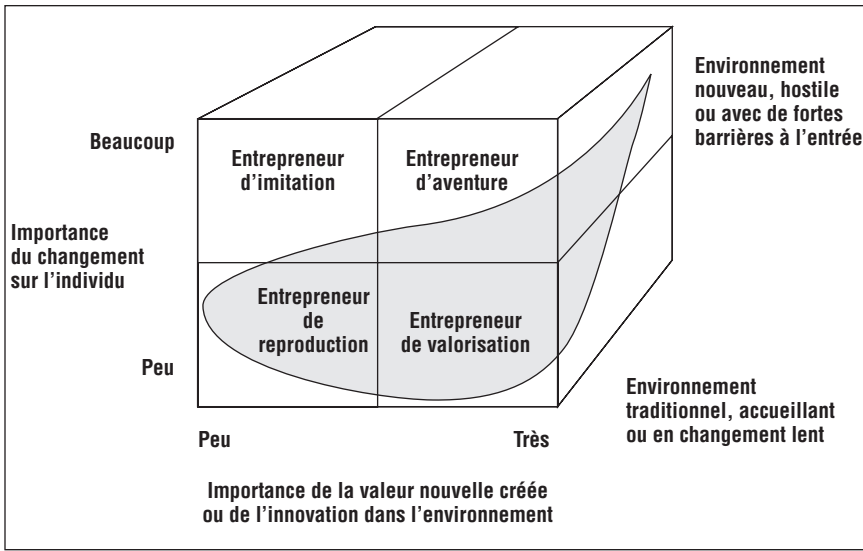 Environnement
nouveau, hostile
ou avec de fortes
barrières à l'entrée
Beaucoup
Entrepreneur
d'imitation
Entrepreneur
d'aventure
Importance
du changement
sur l'individu
Entrepreneur
de
reproduction
Entrepreneur
de valorisation
Peu
Environnement
traditionnel, accueillant
ou en changement lent
Peu
Très
Importance de la valeur nouvelle créée
ou de l'innovation dans l'environnement